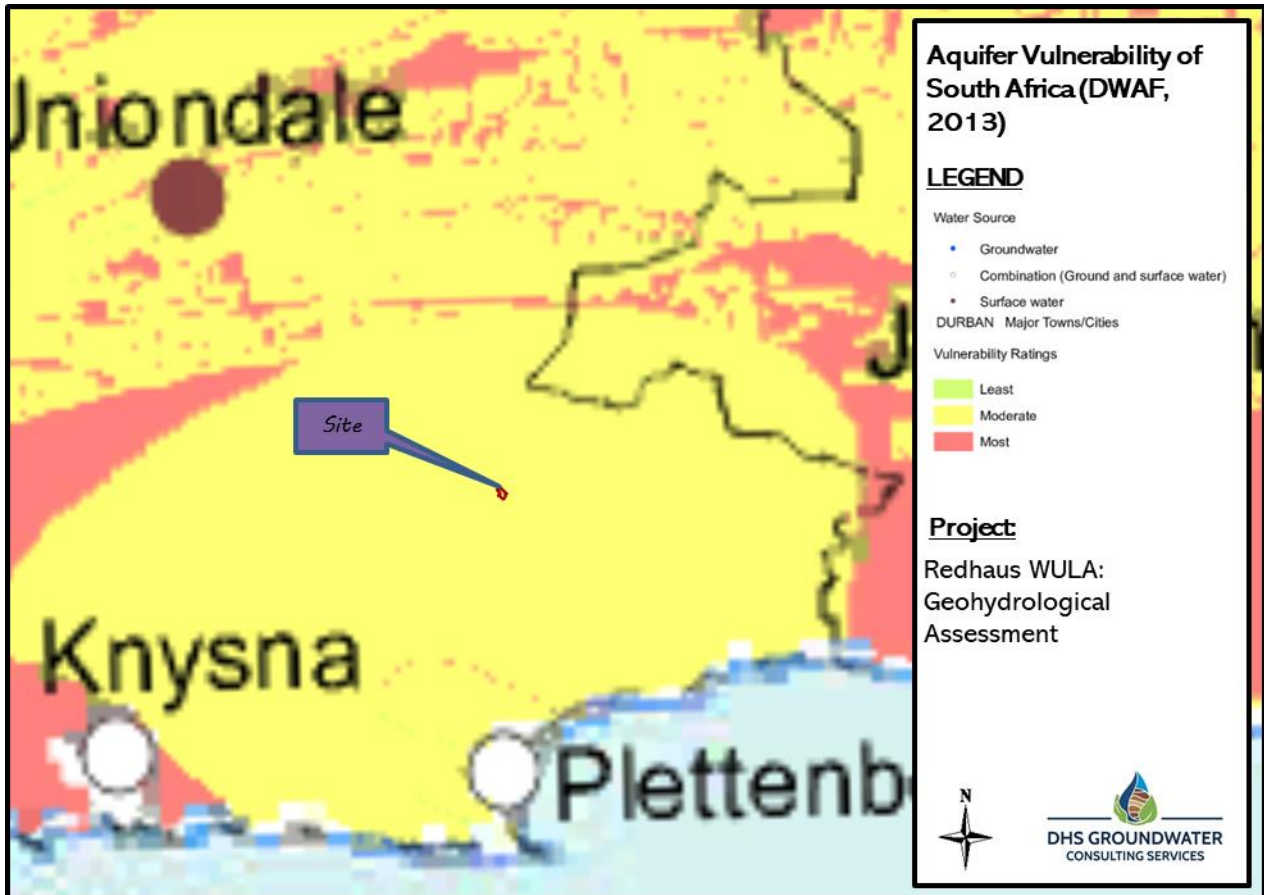 Uniondale
Site
Knysna
Plettenb
J
Aquifer Vulnerability of
South Africa (DWAF,
2013)
LEGEND
Water Source
Groundwater
Combination (Ground and surface water)
Surface water
DURBAN Major Towns/Cities
Vulnerability Ratings
Least
Moderate
Most
Project:
Redhaus WULA:
Geohydrological
Assessment
N
DHS GROUNDWATER
CONSULTING SERVICES